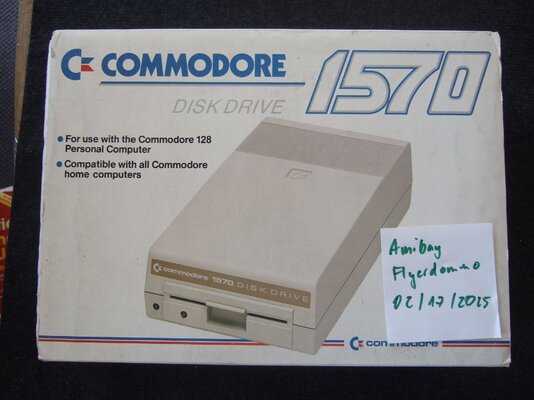 COMMODORE 1570
DISK DRIVE
• For use with the Commodore 128
Personal Computer
• Compatible with all Commodore
home computers
commodore 1570 DISK DRIVE
Amibay
Flyerdomino
02/17/2025
commodore